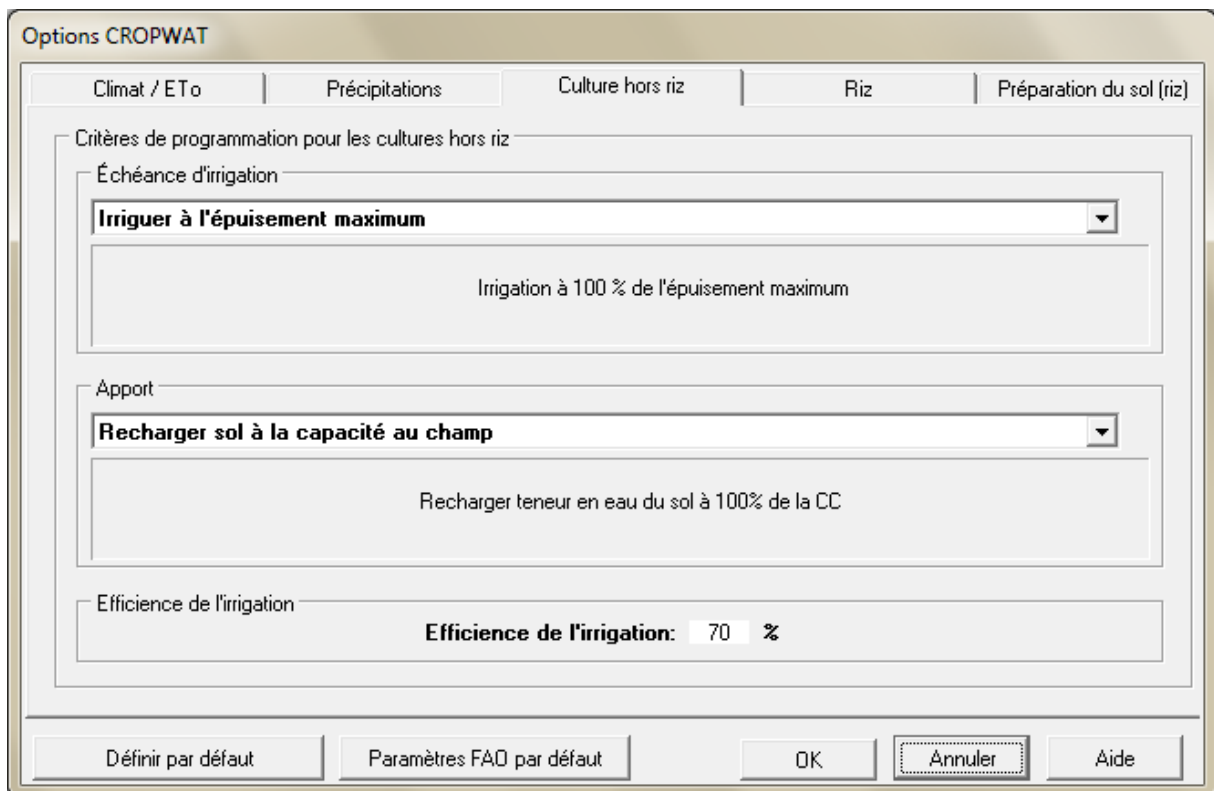 Options CROPWAT
Climat / ETo
Précipitations
Culture hors riz
Riz
Préparation du sol (riz)
Critères de programmation pour les cultures hors riz
Échéance d'irrigation
Irriguer à l'épuisement maximum
Irrigation à 100 % de l'épuisement maximum
Apport
Recharger sol à la capacité au champ
Recharger teneur en eau du sol à 100% de la CC
Efficience de l'irrigation
Efficience de l'irrigation: 70 %
Définir par défaut
Paramètres FAO par défaut
OK
Annuler
Aide